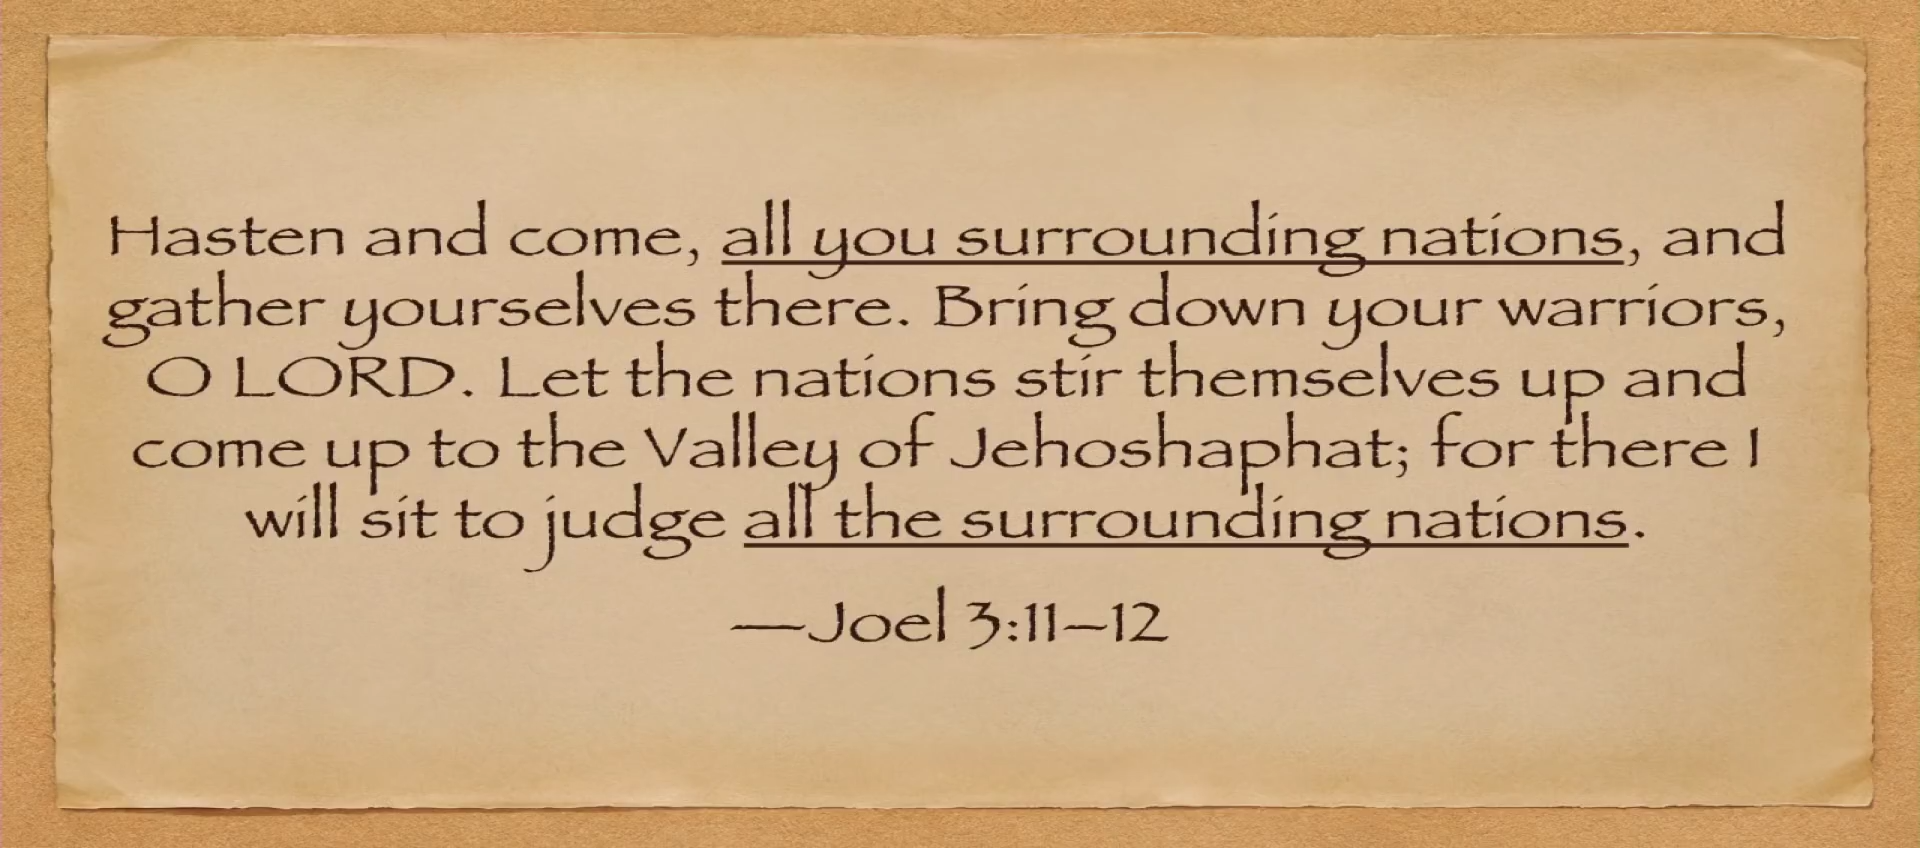 Hasten and come, all you surrounding nations, and
gather yourselves there. Bring down your warriors,
O LORD. Let the nations stir themselves up and
come up to the Valley of Jehoshaphat; for there I
will sit to judge all the surrounding nations.
—Joel 3:11–12